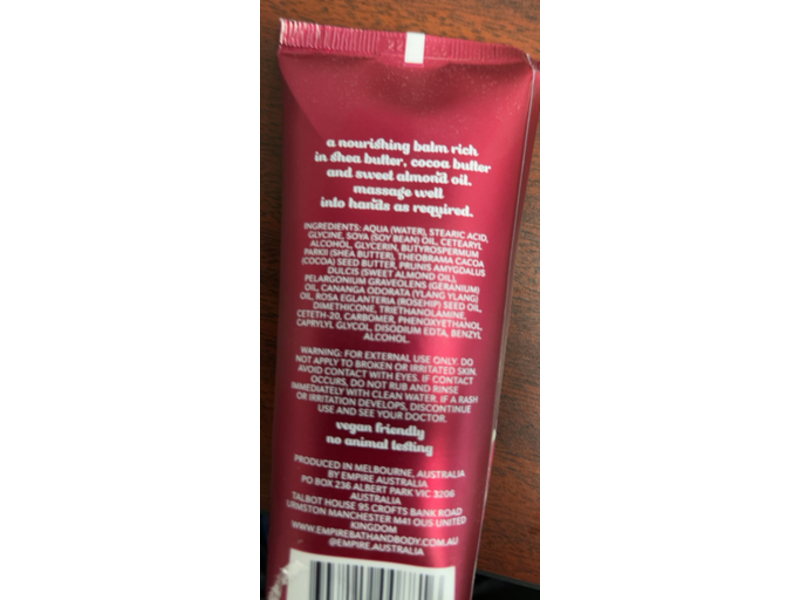 a nourishing balm rich
in shea butter, cocoa butter
and sweet almond oil.
massage well
into hands as required.
INGREDIENTS: AQUA (WATER), STEARIC ACID,
GLYCINE, SOYA (SOY BEAN) OIL, CETEARYL
ALCOHOL, GLYCERIN, BUTYROSPERMUM
PARKII (SHEA BUTTER), THEOBRAMA CACOA
(COCOA) SEED BUTTER, PRUNIS AMYGDALUS
DULCIS (SWEET ALMOND OIL),
PELARGONIUM GRAVEOLENS (GERANIUM)
OIL, CANANGA ODORATA (YLANG YLANG)
OIL, ROSA EGLANTERIA (ROSEHIP) SEED OIL,
DIMETHICONE, TRIETHANOLAMINE,
CETETH-20, CARBOMER, PHENOXYETHANOL,
CAPRYLYL GLYCOL, DISODIUM EDTA, BENZYL
ALCOHOL.
WARNING: FOR EXTERNAL USE ONLY. DO
NOT APPLY TO BROKEN OR IRRITATED SKIN.
AVOID CONTACT WITH EYES. IF CONTACT
OCCURS, DO NOT RUB AND RINSE
IMMEDIATELY WITH CLEAN WATER. IF A RASH
OR IRRITATION DEVELOPS, DISCONTINUE
USE AND SEE YOUR DOCTOR.
vegan friendly
no animal testing
PRODUCED IN MELBOURNE, AUSTRALIA
BY EMPIRE AUSTRALIA
PO BOX 236 ALBERT PARK VIC 3206
AUSTRALIA
TALBOT HOUSE 95 CROFTS BANK ROAD
URMSTON MANCHESTER M41 OUS UNITED
KINGDOM
WWW.EMPIREBATHANDBODY.COM.AU
@EMPIRE.AUSTRALIA